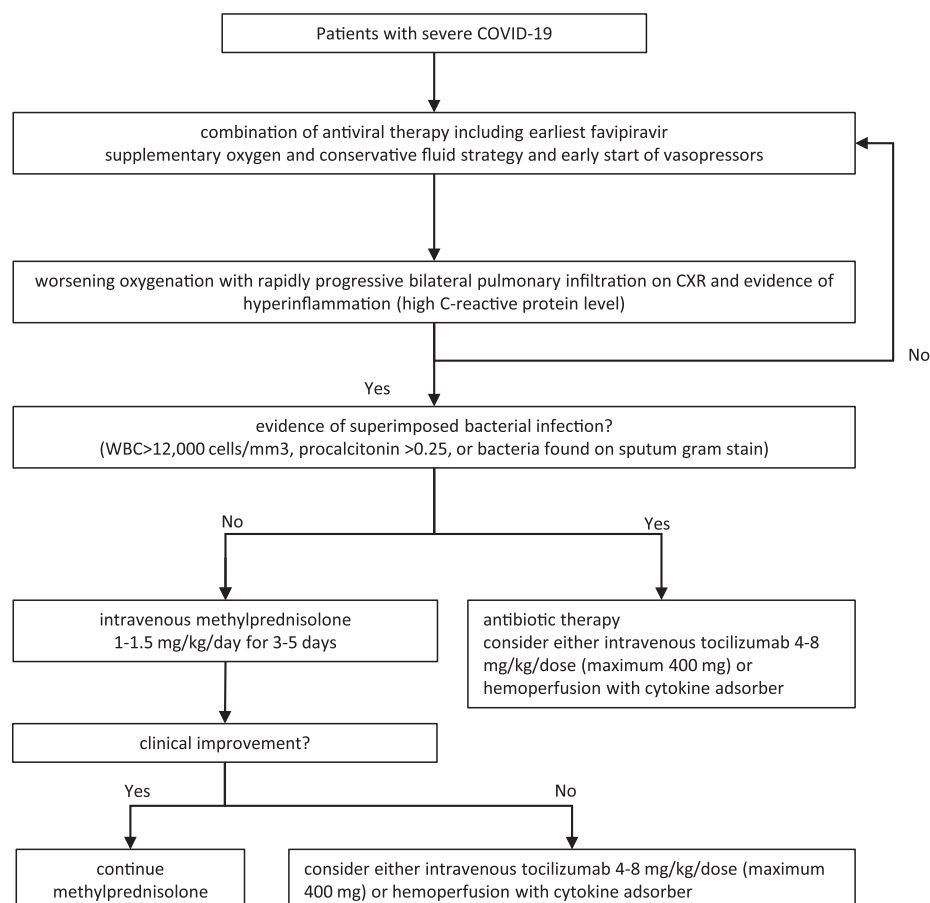 Patients with severe COVID-19
combination of antiviral therapy including earliest favipiravir
supplementary oxygen and conservative fluid strategy and early start of vasopressors
worsening oxygenation with rapidly progressive bilateral pulmonary infiltration on CXR and evidence of
hyperinflammation (high C-reactive protein level)
No
Yes
evidence of superimposed bacterial infection?
(WBC>12,000 cells/mm3, procalcitonin >0.25, or bacteria found on sputum gram stain)
No
Yes
intravenous methylprednisolone
1-1.5 mg/kg/day for 3-5 days
antibiotic therapy
consider either intravenous tocilizumab 4-8
mg/kg/dose (maximum 400 mg) or
hemoperfusion with cytokine adsorber
clinical improvement?
Yes
No
continue
methylprednisolone
consider either intravenous tocilizumab 4-8 mg/kg/dose (maximum
400 mg) or hemoperfusion with cytokine adsorber